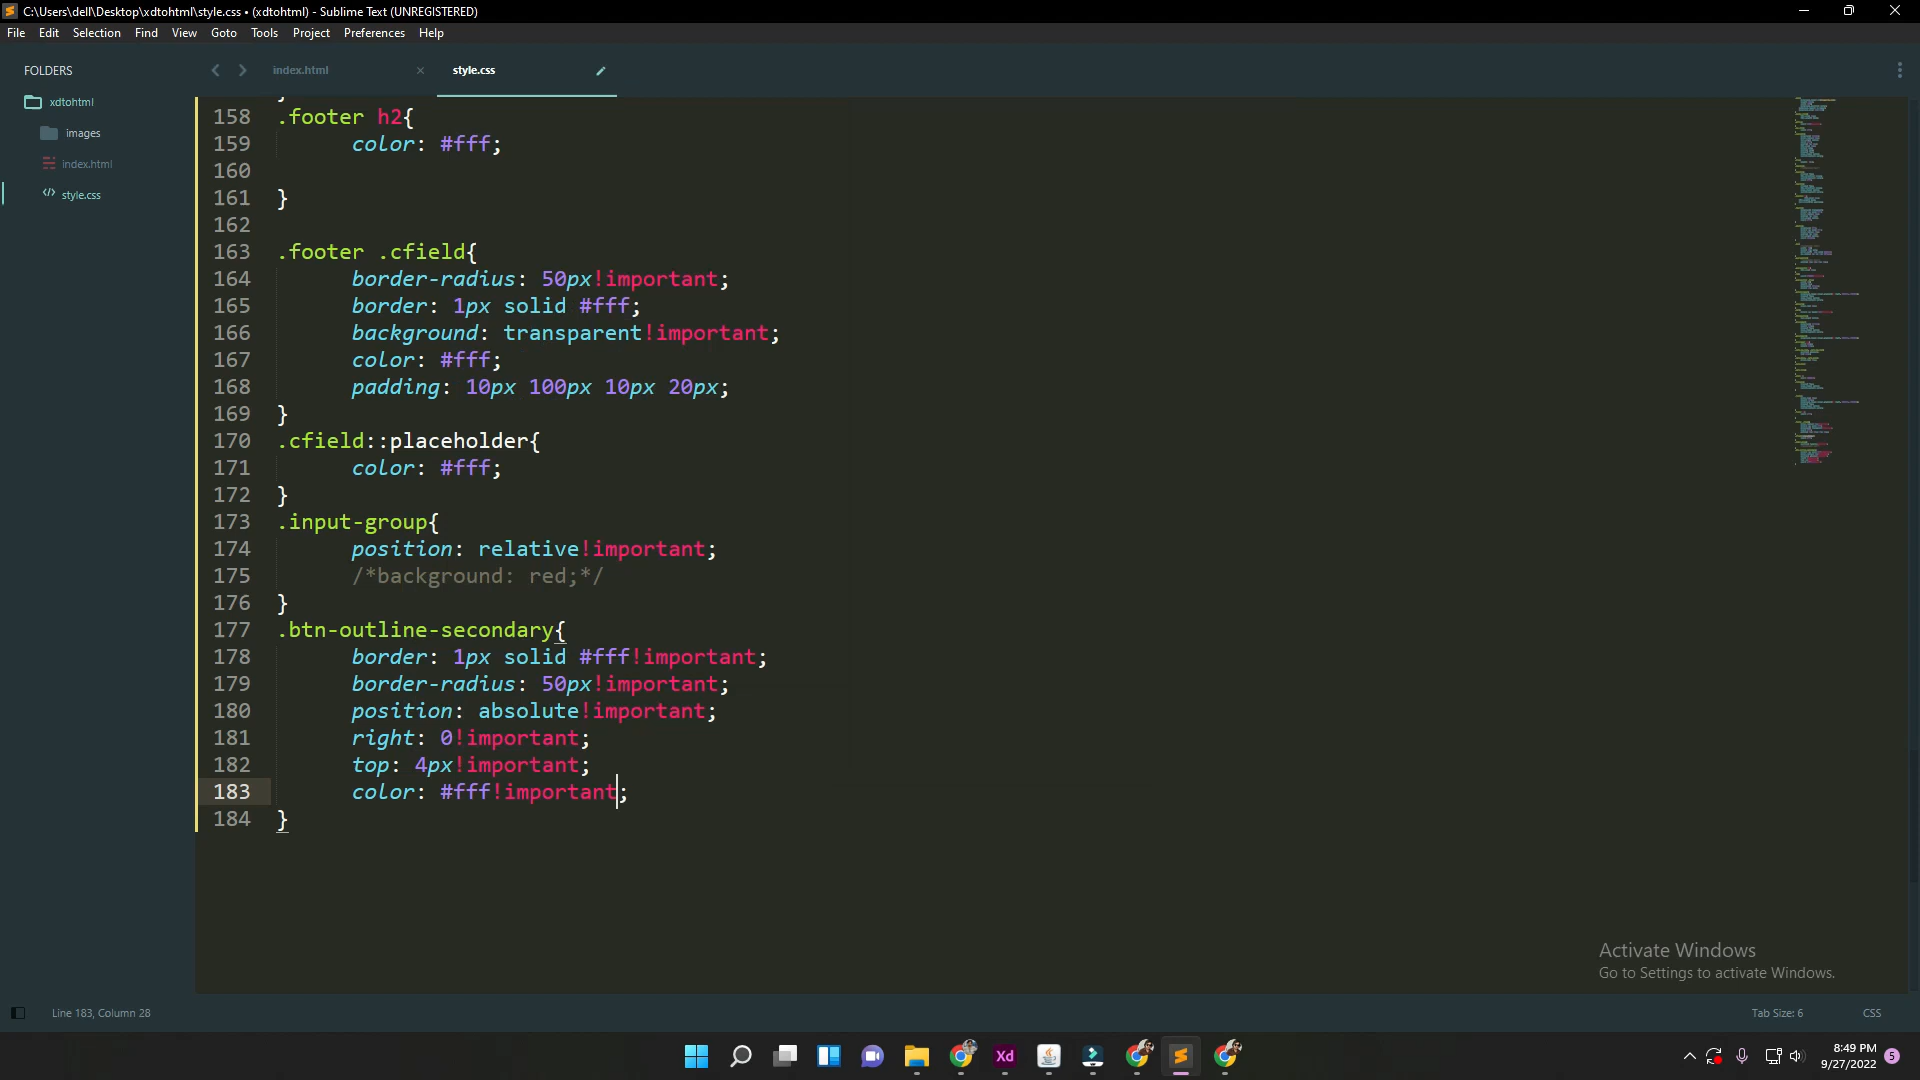 C:\Users\dell\Desktop\xdtohtml\style.css • (xdtohtml) - Sublime Text (UNREGISTERED)
File Edit Selection Find View Goto Tools Project Preferences Help
FOLDERS
xdtohtml
images
index.html
style.css
index.html
style.css
158 .footer h2{
159 color: #fff;
160
161 }
162
163 .footer .cfield{
164 border-radius: 50px!important;
165 border: 1px solid #fff;
166 background: transparent!important;
167 color: #fff;
168 padding: 10px 100px 10px 20px;
169 }
170 .cfield::placeholder{
171 color: #fff;
172 }
173 .input-group{
174 position: relative!important;
175 /*background: red;*/
176 }
177 .btn-outline-secondary{
178 border: 1px solid #fff!important;
179 border-radius: 50px!important;
180 position: absolute!important;
181 right: 0!important;
182 top: 4px!important;
183 color: #fff!important;
184 }
Activate Windows
Go to Settings to activate Windows.
Line 183, Column 28
Tab Size: 6
CSS
Xd
8:49 PM
9/27/2022
5